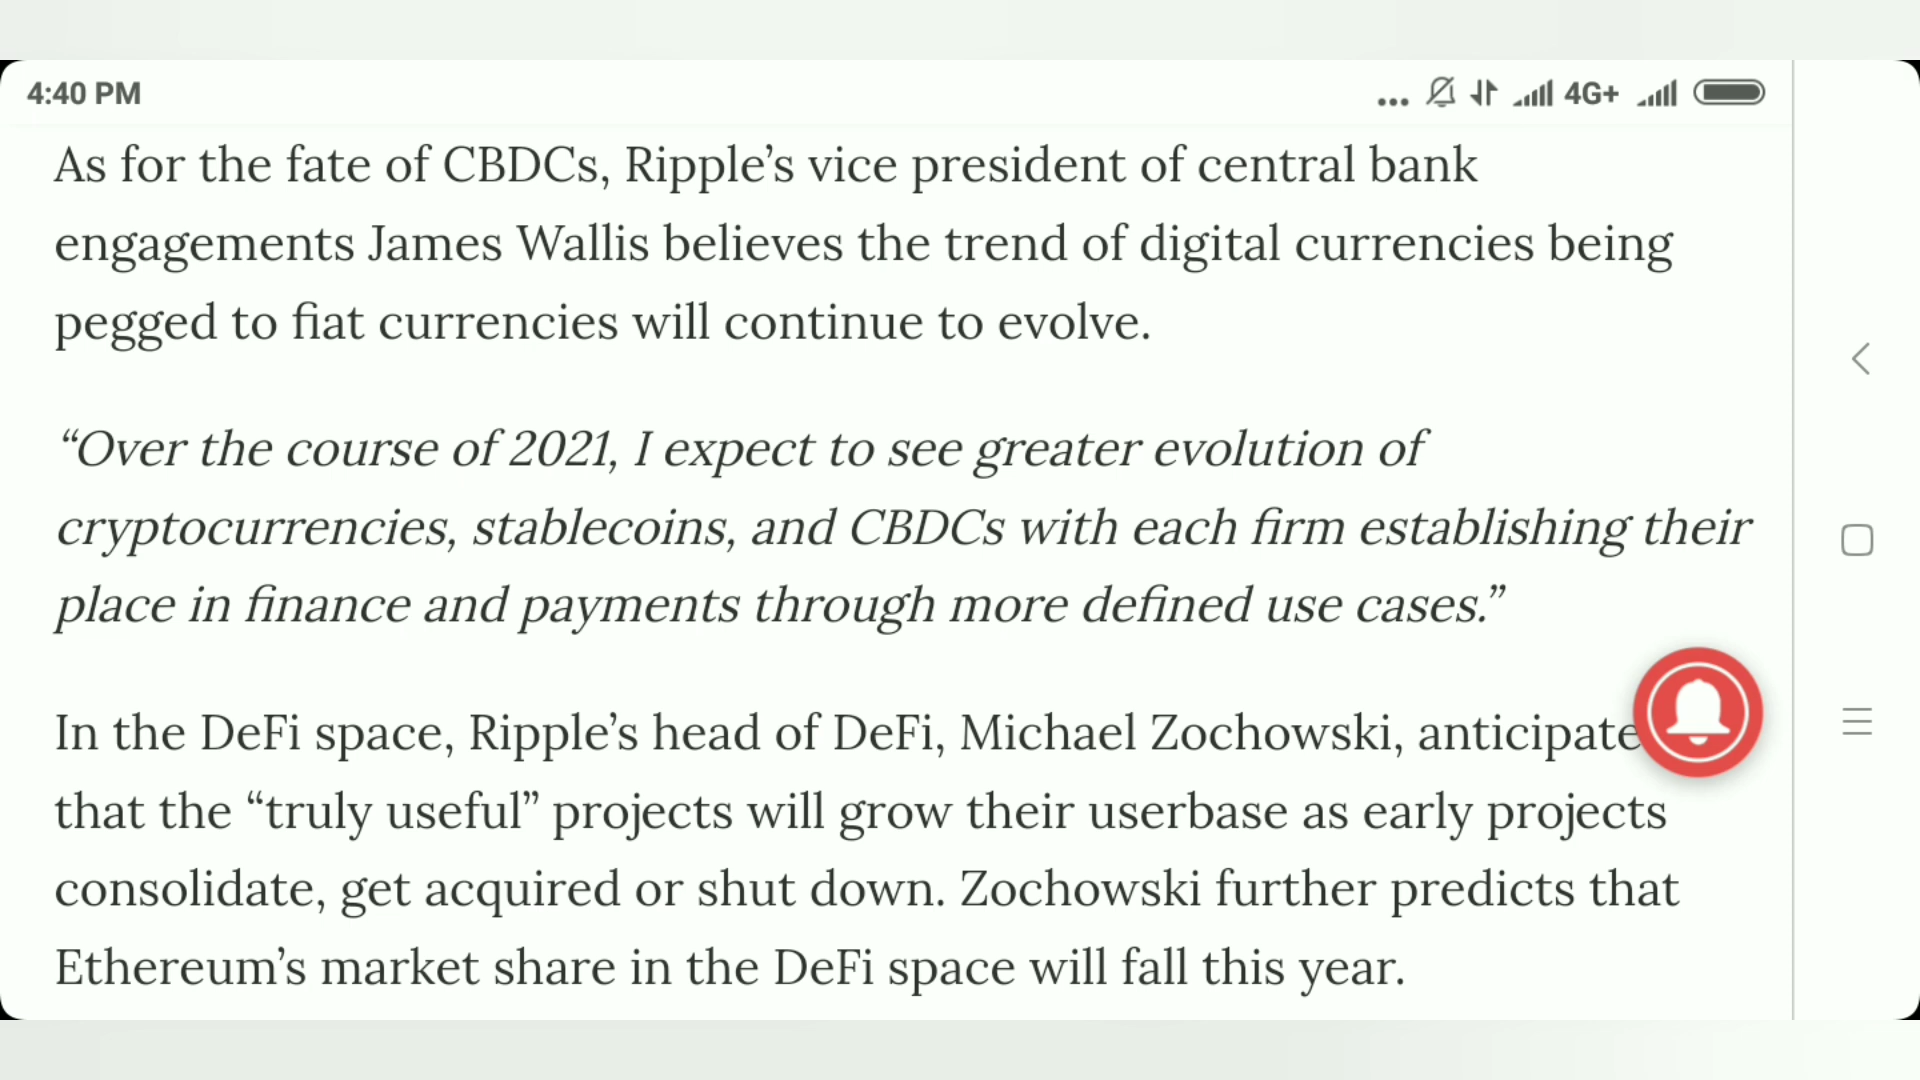 4:40 PM
... 4G+
As for the fate of CBDCs, Ripple’s vice president of central bank
engagements James Wallis believes the trend of digital currencies being
pegged to fiat currencies will continue to evolve.
“Over the course of 2021, I expect to see greater evolution of
cryptocurrencies, stablecoins, and CBDCs with each firm establishing their
place in finance and payments through more defined use cases.”
In the DeFi space, Ripple’s head of DeFi, Michael Zochowski, anticipate
that the “truly useful” projects will grow their userbase as early projects
consolidate, get acquired or shut down. Zochowski further predicts that
Ethereum’s market share in the DeFi space will fall this year.